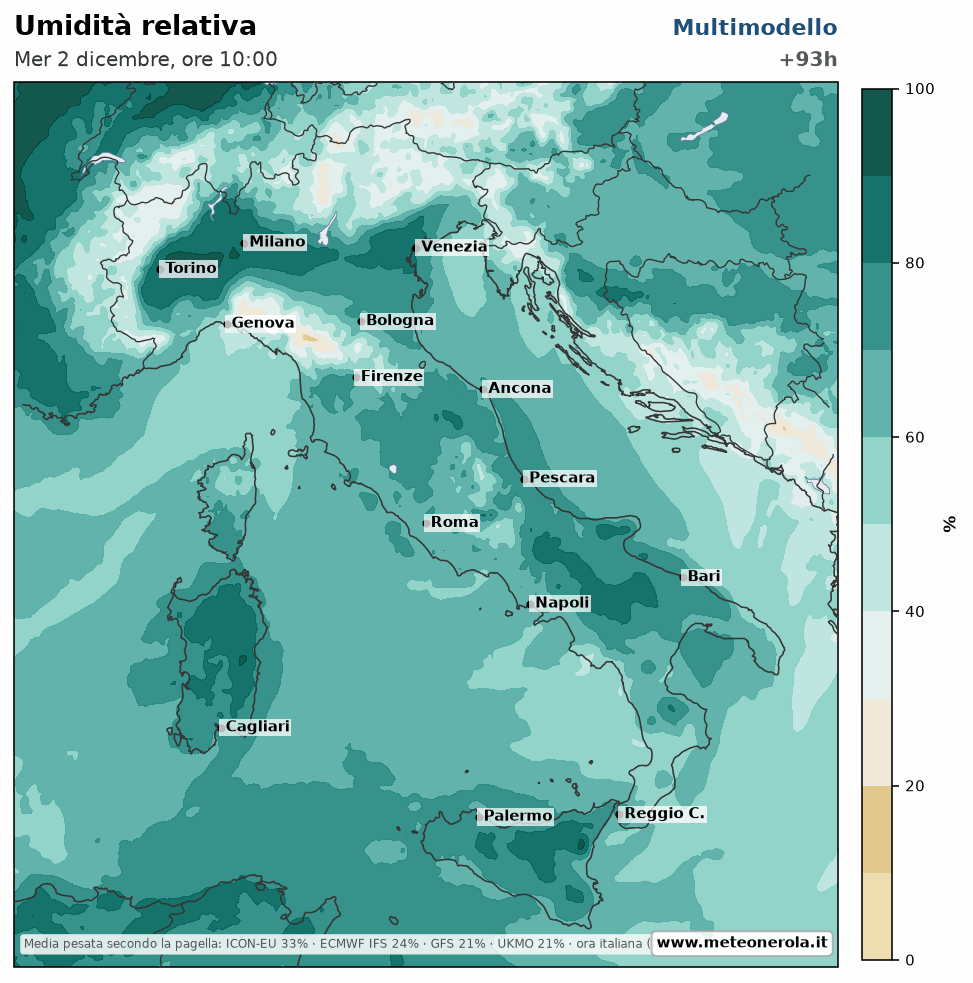 Umidità relativa
Multimodello
Mer 2 dicembre, ore 10:00
+93h
100
80
60
40
20
0
%
Milano
Venezia
Torino
Genova
Bologna
Firenze
Ancona
Pescara
Roma
Bari
Napoli
Cagliari
Palermo
Reggio C.
Media pesata secondo la pagella: ICON-EU 33% · ECMWF IFS 24% · GFS 21% · UKMO 21% · ora italiana (
www.meteonerola.it